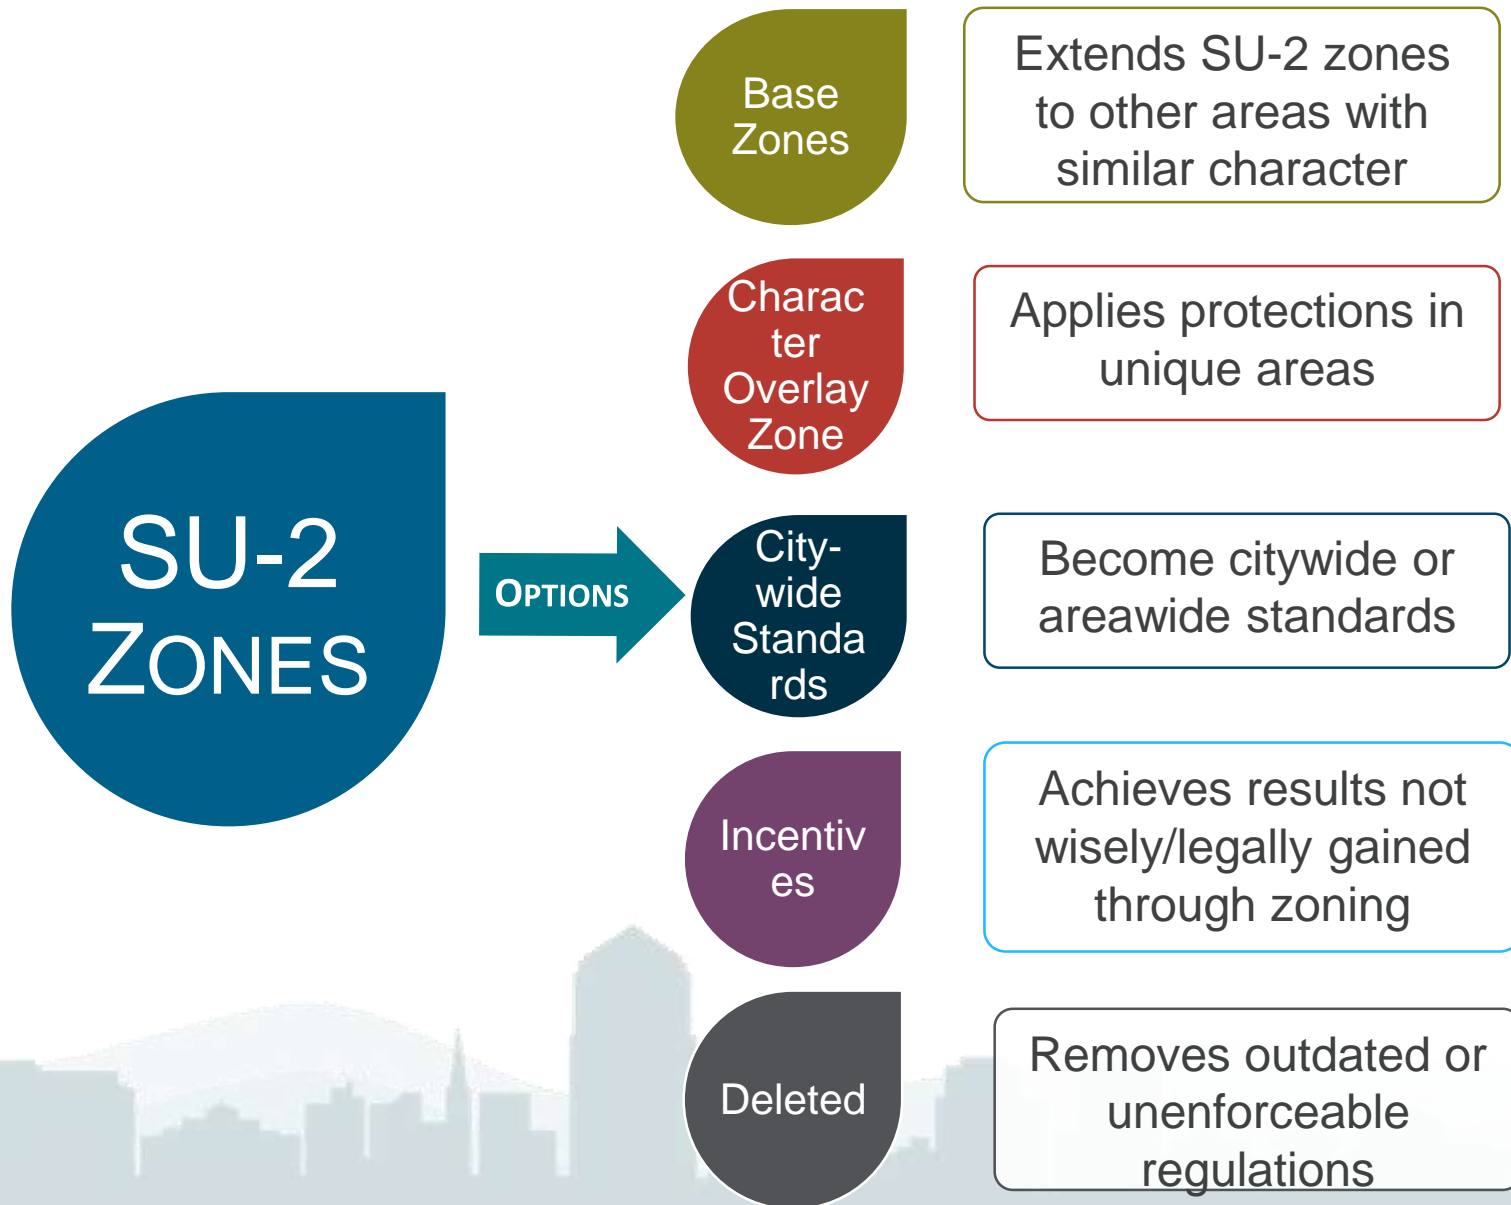 SU-2
ZONES
OPTIONS
Base
Zones
Extends SU-2 zones
to other areas with
similar character
Charac
ter
Overlay
Zone
Applies protections in
unique areas
City-
wide
Standa
rds
Become citywide or
areawide standards
Incentiv
es
Achieves results not
wisely/legally gained
through zoning
Deleted
Removes outdated or
unenforceable
regulations